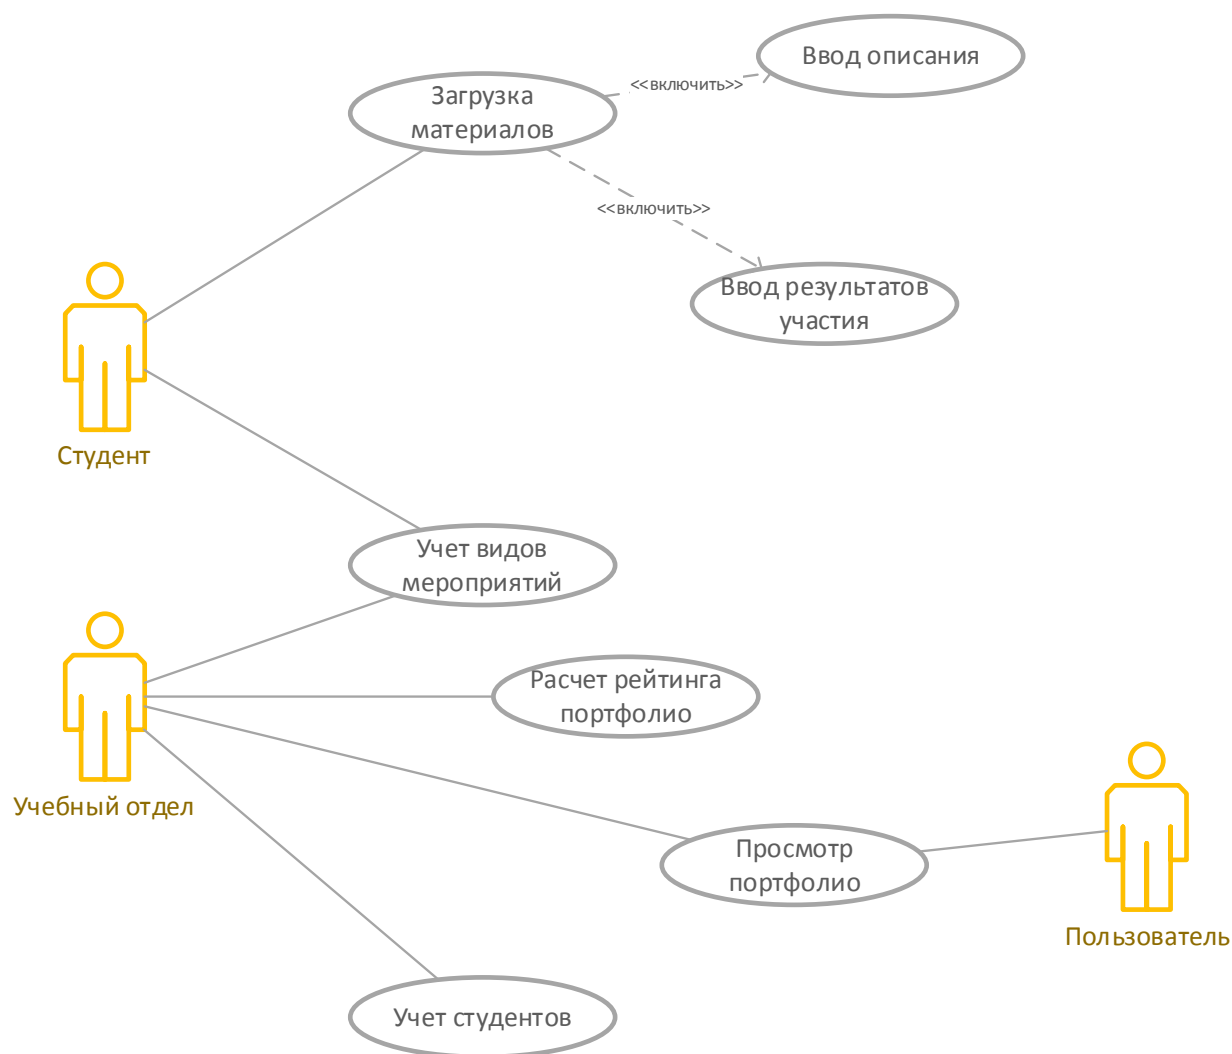 Ввод описания
<<включить>>
Загрузка
материалов
<<включить>>
Ввод результатов
участия
Студент
Учет видов
мероприятий
Расчет рейтинга
портфолио
Учебный отдел
Просмотр
портфолио
Пользователь
Учет студентов